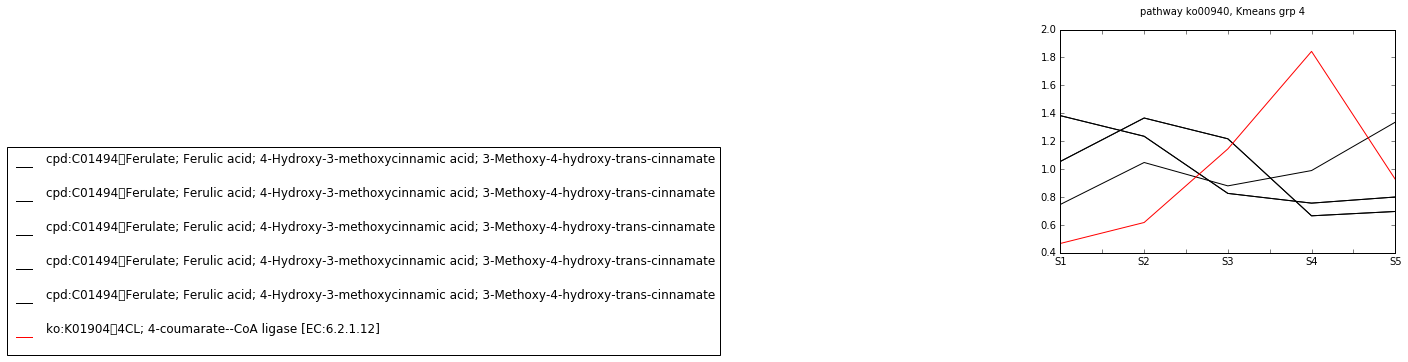 pathway ko00940, Kmeans grp 4
2.0
1.8
1.6
1.4
1.2
1.0
0.8
0.6
0.4
S1 S2 S3 S4 S5
cpd:C01494▯Ferulate; Ferulic acid; 4-Hydroxy-3-methoxycinnamic acid; 3-Methoxy-4-hydroxy-trans-cinnamate
cpd:C01494▯Ferulate; Ferulic acid; 4-Hydroxy-3-methoxycinnamic acid; 3-Methoxy-4-hydroxy-trans-cinnamate
cpd:C01494▯Ferulate; Ferulic acid; 4-Hydroxy-3-methoxycinnamic acid; 3-Methoxy-4-hydroxy-trans-cinnamate
cpd:C01494▯Ferulate; Ferulic acid; 4-Hydroxy-3-methoxycinnamic acid; 3-Methoxy-4-hydroxy-trans-cinnamate
cpd:C01494▯Ferulate; Ferulic acid; 4-Hydroxy-3-methoxycinnamic acid; 3-Methoxy-4-hydroxy-trans-cinnamate
ko:K01904▯4CL; 4-coumarate--CoA ligase [EC:6.2.1.12]